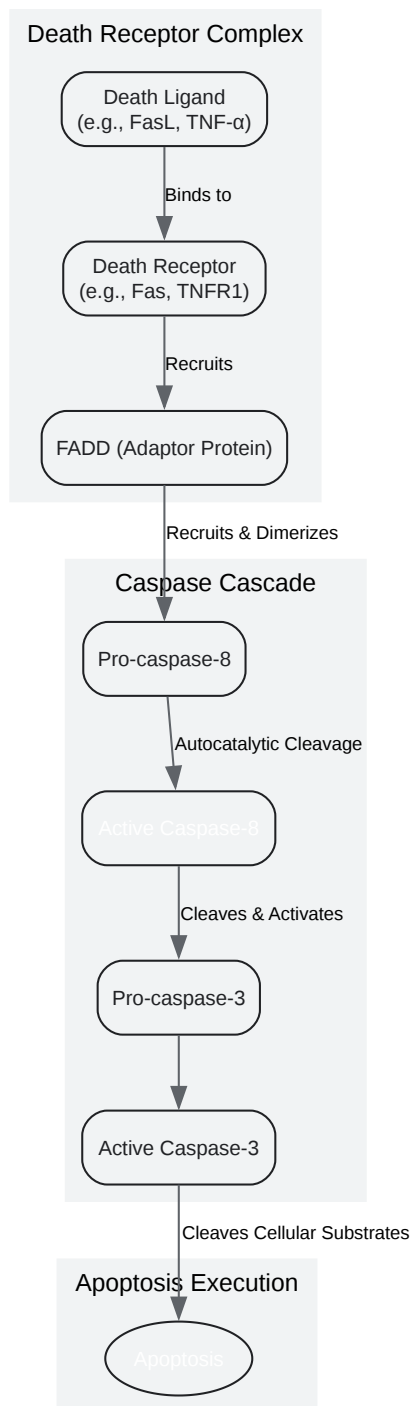 Death Receptor Complex
Death Ligand
(e.g., FasL, TNF-α)
Binds to
Death Receptor
(e.g., Fas, TNFR1)
Recruits
FADD (Adaptor Protein)
Recruits & Dimerizes
Caspase Cascade
Pro-caspase-8
Autocatalytic Cleavage
Active Caspase-8
Cleaves & Activates
Pro-caspase-3
Active Caspase-3
Cleaves Cellular Substrates
Apoptosis Execution
Apoptosis